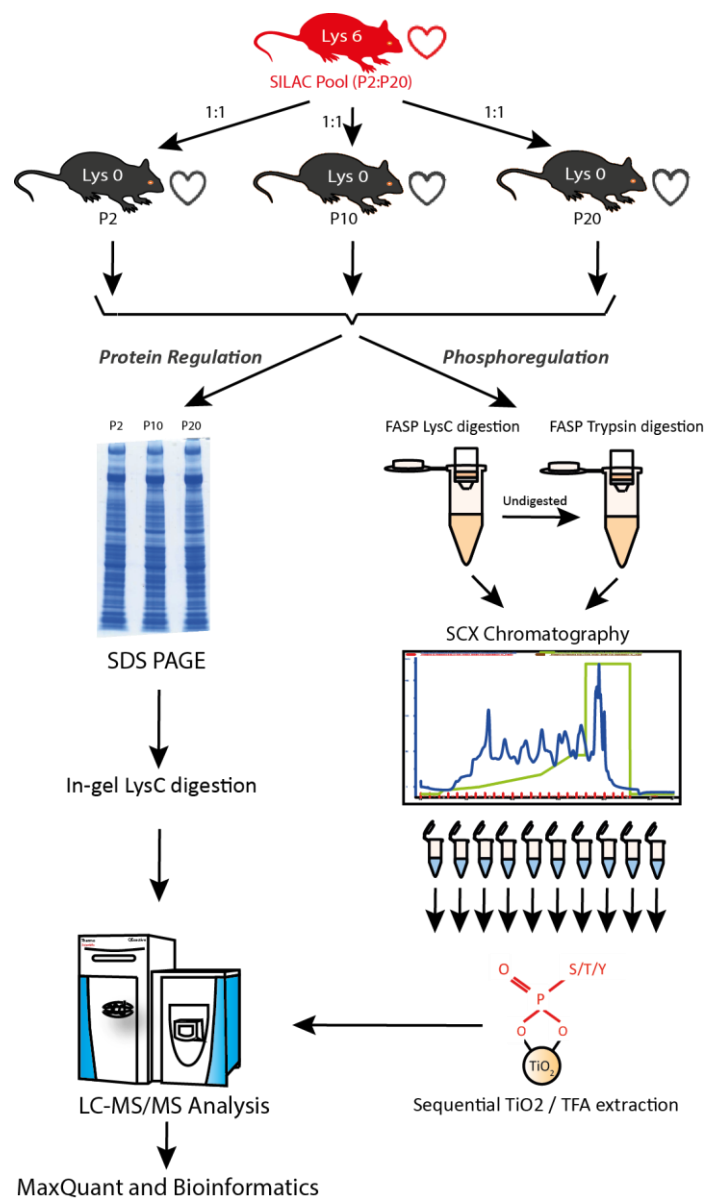 Lys 6
SILAC Pool (P2:P20)
1:1
1:1
1:1
Lys 0
Lys 0
Lys 0
P2
P10
P20
Protein Regulation
Phosphoregulation
P2
P10
P20
FASP LysC digestion
FASP Trypsin digestion
Undigested
SDS PAGE
SCX Chromatography
In-gel LysC digestion
O
S/T/Y
P
O
O
TiO2
LC-MS/MS Analysis
Sequential TiO2 / TFA extraction
MaxQuant and Bioinformatics